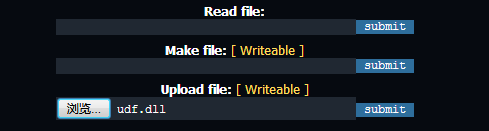 Read file:
submit
Make file: [ Writeable ]
submit
Upload file: [ Writeable ]
浏览... udf.dll submit